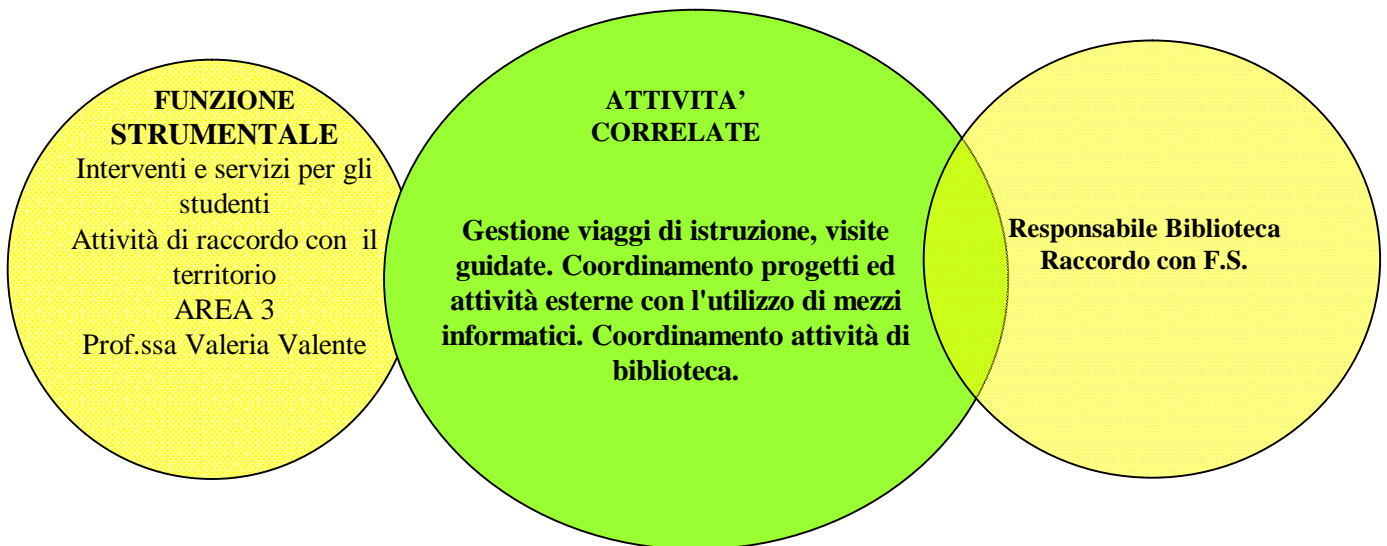 FUNZIONE
STRUMENTALE
Interventi e servizi per gli
studenti
Attività di raccordo con il
territorio
AREA 3
Prof.ssa Valeria Valente
ATTIVITA’
CORRELATE
Gestione viaggi di istruzione, visite
guidate. Coordinamento progetti ed
attività esterne con l'utilizzo di mezzi
informatici. Coordinamento attività di
biblioteca.
Responsabile Biblioteca
Raccordo con F.S.